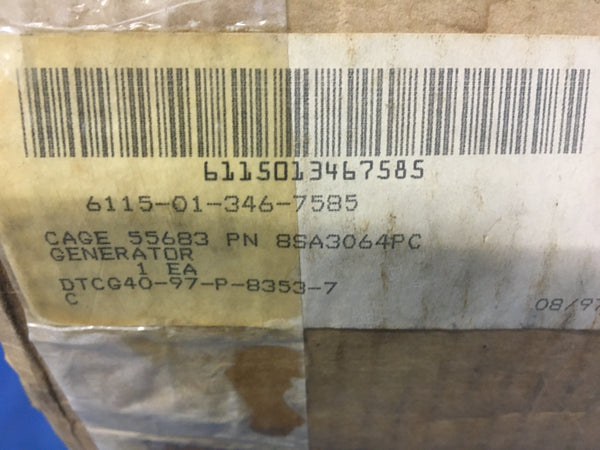 6115013467585
6115-01-346-7585
CAGE 55683 PN 8SA3064PC
GENERATOR
1 EA
DTCG40-97-P-8353-7
C
08/97